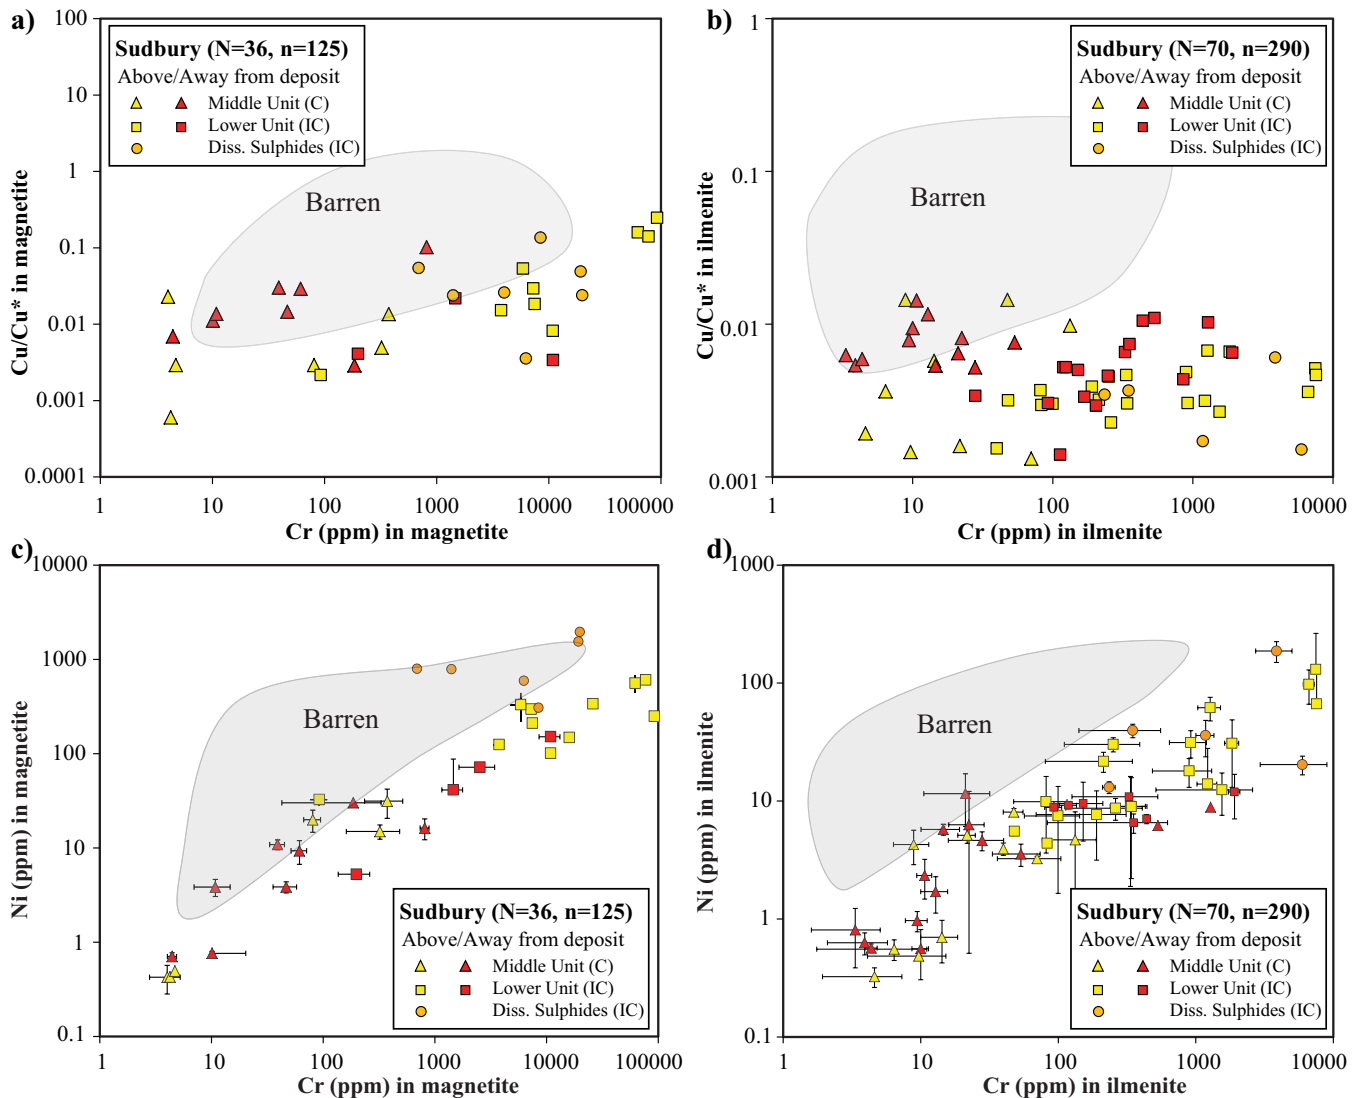 a)
100
10
1
0.1
0.01
0.001
0.0001
Cu/Cu* in magnetite
Sudbury (N=36, n=125)
Above/Away from deposit
Middle Unit (C)
Lower Unit (IC)
Diss. Sulphides (IC)
Barren
1
10
100
1000
10000
100000
Cr (ppm) in magnetite
b)
1
0.1
0.01
0.001
Cu/Cu* in ilmenite
Sudbury (N=70, n=290)
Above/Away from deposit
Middle Unit (C)
Lower Unit (IC)
Diss. Sulphides (IC)
Barren
1
10
100
1000
10000
Cr (ppm) in ilmenite
c)
10000
1000
100
10
1
0.1
Ni (ppm) in magnetite
Barren
Sudbury (N=36, n=125)
Above/Away from deposit
Middle Unit (C)
Lower Unit (IC)
Diss. Sulphides (IC)
1
10
100
1000
10000
100000
Cr (ppm) in magnetite
d)
1000
100
10
1
0.1
Ni (ppm) in ilmenite
Barren
Sudbury (N=70, n=290)
Above/Away from deposit
Middle Unit (C)
Lower Unit (IC)
Diss. Sulphides (IC)
1
10
100
1000
10000
Cr (ppm) in ilmenite